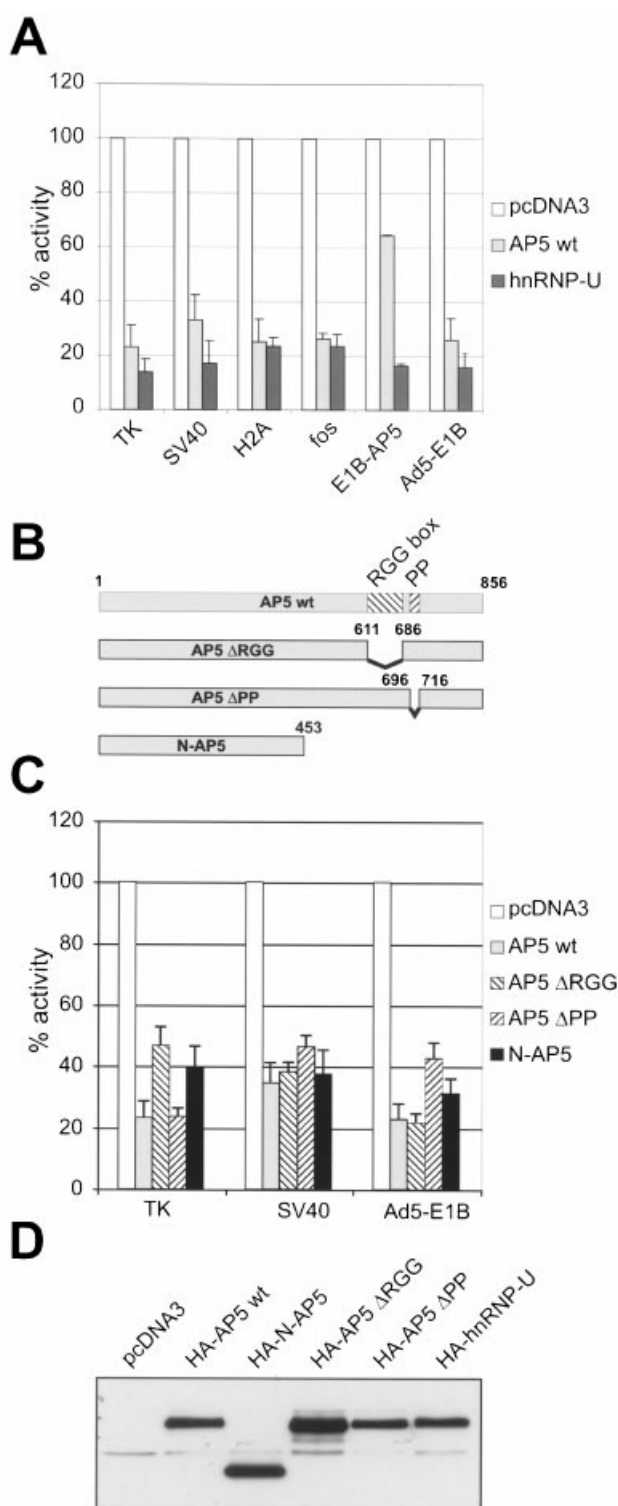 A
120
100
80
60
40
20
0
% activity
pcDNA3
AP5 wt
hnRNP-U
TK
SV40
H2A
fos
E1B-AP5
Ad5-E1B
B
RGG box
PP
1
856
AP5 wt
611 686
AP5 ΔRGG
696 716
AP5 ΔPP
453
N-AP5
C
120
100
80
60
40
20
0
% activity
pcDNA3
AP5 wt
AP5 ΔRGG
AP5 ΔPP
N-AP5
TK SV40 Ad5-E1B
D
pcDNA3
HA-AP5 wt
HA-N-AP5
HA-AP5 ΔRGG
HA-AP5 ΔPP
HA-hnRNP-U